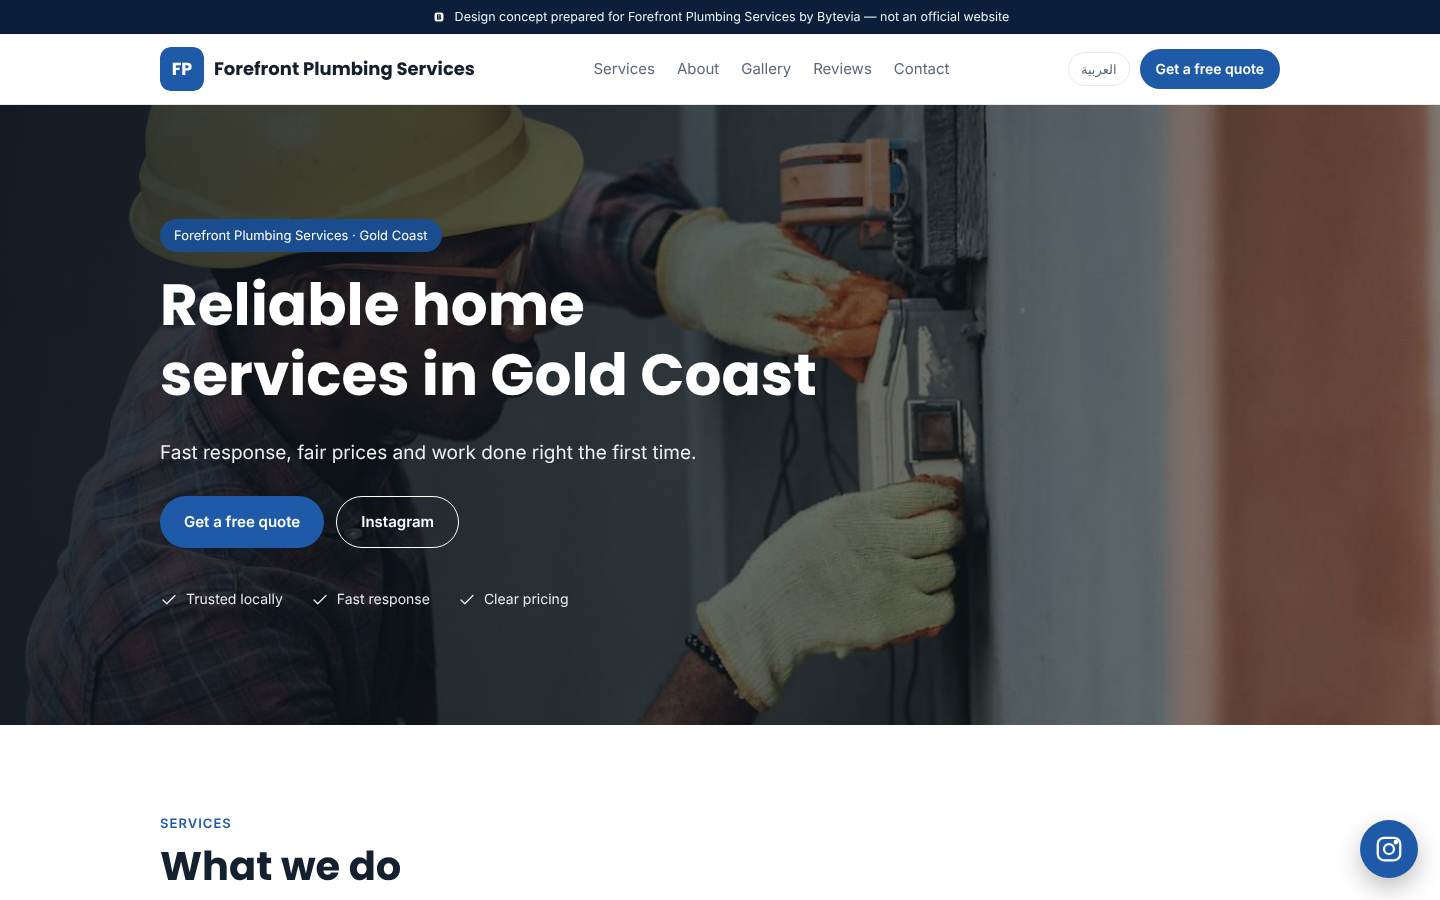 Design concept prepared for Forefront Plumbing Services by Bytevia — not an official website
FP Forefront Plumbing Services
Services About Gallery Reviews Contact
العربية
Get a free quote
Forefront Plumbing Services · Gold Coast
Reliable home
services in Gold Coast
Fast response, fair prices and work done right the first time.
Get a free quote
Instagram
Trusted locally
Fast response
Clear pricing
SERVICES
What we do